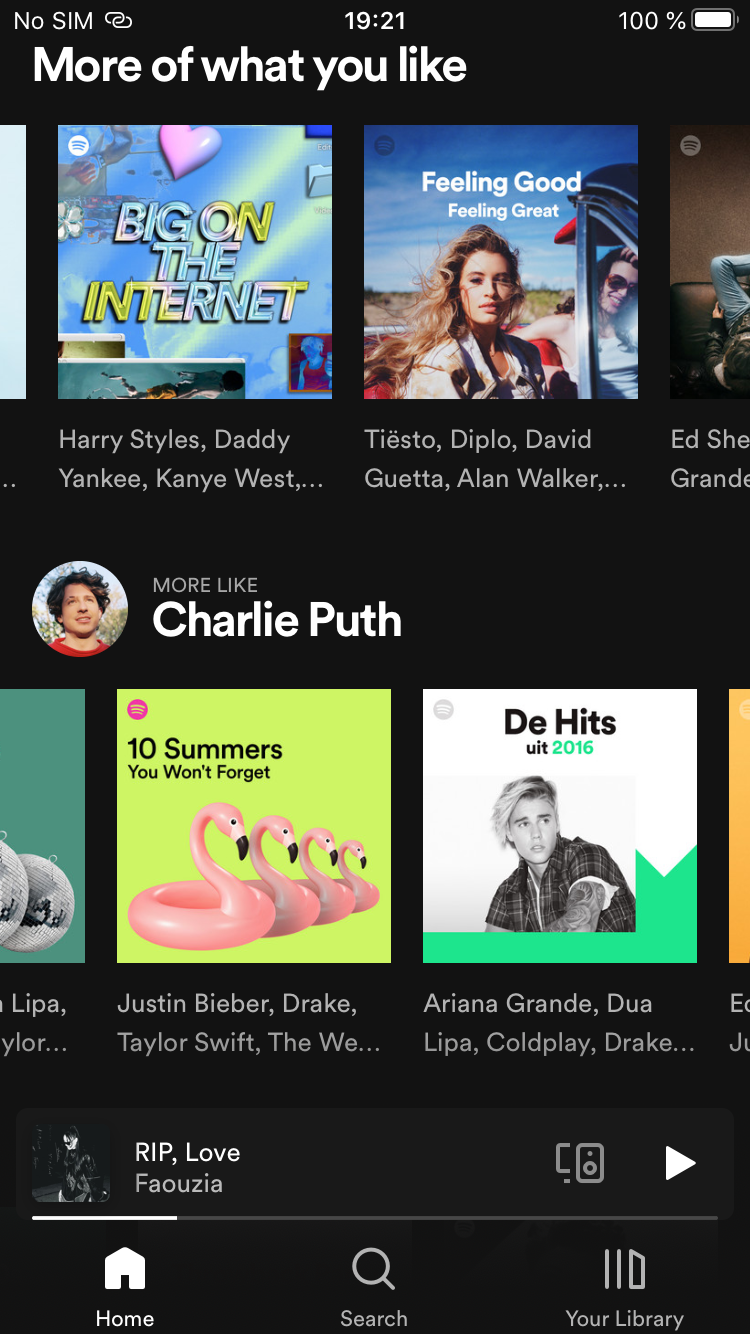 No SIM 19:21 100 %
More of what you like
BIG ON
THE
INTERNET
Feeling Good
Feeling Great
Harry Styles, Daddy
Yankee, Kanye West,...
Tiësto, Diplo, David
Guetta, Alan Walker,...
Ed She
Grande
...
MORE LIKE
Charlie Puth
10 Summers
You Won't Forget
De Hits
uit 2016
Lipa,
ylor...
Justin Bieber, Drake,
Taylor Swift, The We...
Ariana Grande, Dua
Lipa, Coldplay, Drake...
RIP, Love
Faouzia
Home
Search
Your Library